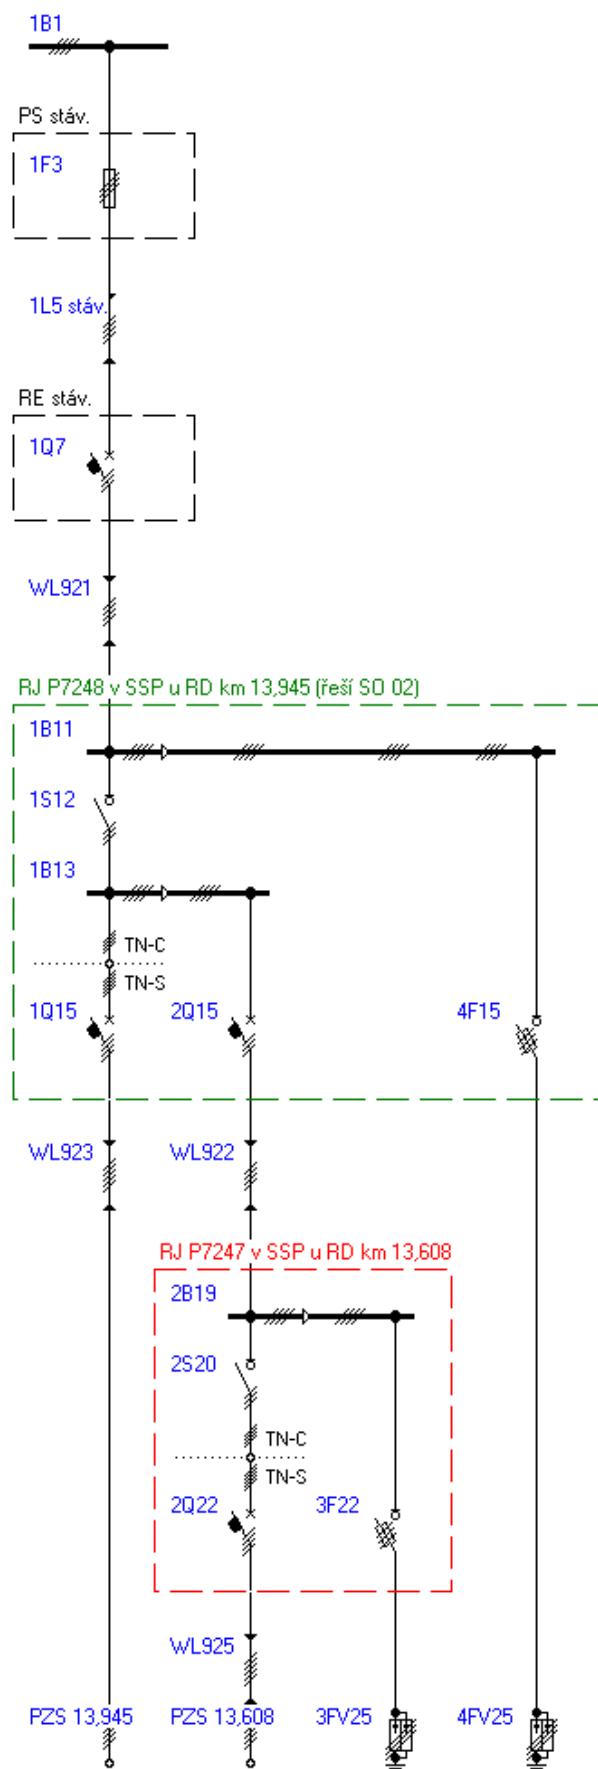 1B1
PS stáv.
1F3
1L5 stáv.
RE stáv.
1Q7
WL921
RJ P7248 v SSP u RD km 13,945 (řeší SO 02)
1B11
1S12
1B13
TN-C
TN-S
1Q15 2Q15 4F15
WL923 WL922
RJ P7247 v SSP u RD km 13,608
2B19
2S20
TN-C
TN-S
2Q22 3F22
WL925
PZS 13,945 PZS 13,608 3FV25 4FV25